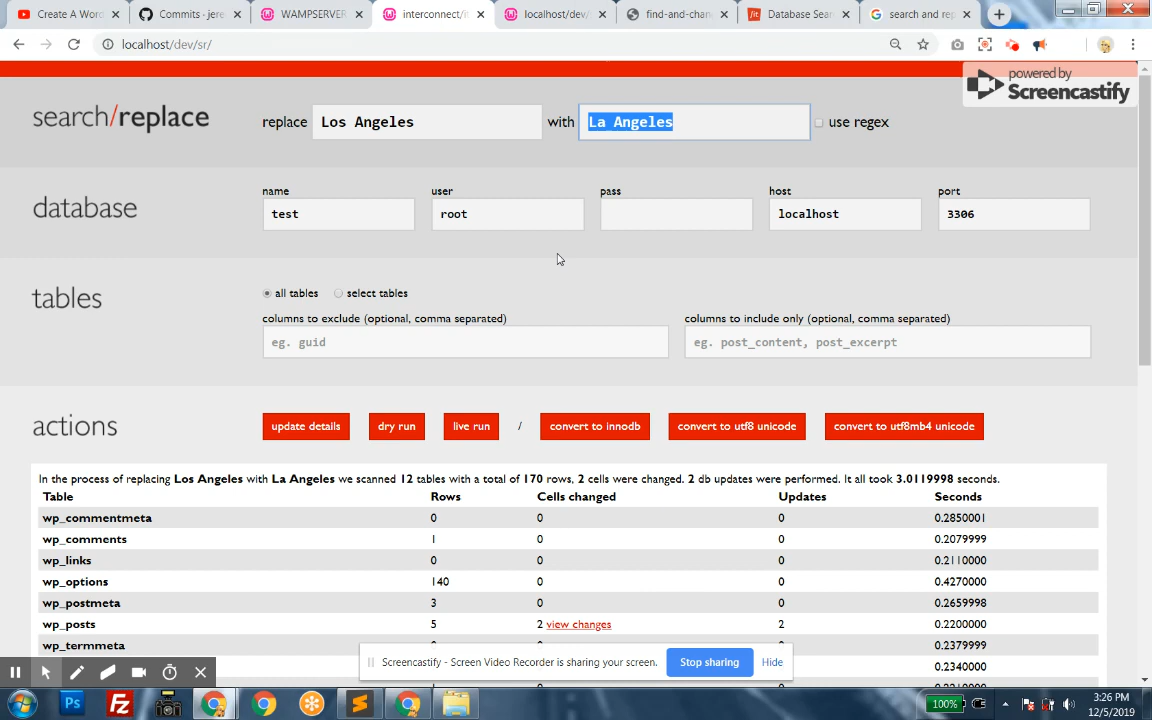 Create A Word
Commits - jere
WAMPSERVER
interconnect/it
localhost/dev/
find-and-chan
Database Sear
search and rep
localhost/dev/sr/
powered by
Screencastify
search/replace
replace
Los Angeles
with
La Angeles
use regex
database
name
user
pass
host
port
test
root
localhost
3306
tables
all tables
select tables
columns to exclude (optional, comma separated)
columns to include only (optional, comma separated)
eg. guid
eg. post_content, post_excerpt
actions
update details
dry run
live run
/
convert to innodb
convert to utf8 unicode
convert to utf8mb4 unicode
In the process of replacing Los Angeles with La Angeles we scanned 12 tables with a total of 170 rows, 2 cells were changed. 2 db updates were performed. It all took 3.0119998 seconds.
Table Rows Cells changed Updates Seconds
wp_commentmeta 0 0 0 0.2850001
wp_comments 1 0 0 0.2079999
wp_links 0 0 0 0.2110000
wp_options 140 0 0 0.4270000
wp_postmeta 3 0 0 0.2659998
wp_posts 5 2 view changes 2 0.2200000
wp_termmeta 0.2379999
0.2340000
Screencastify - Screen Video Recorder is sharing your screen.
Stop sharing
Hide
Ps
Fz
100%
3:26 PM
12/5/2019